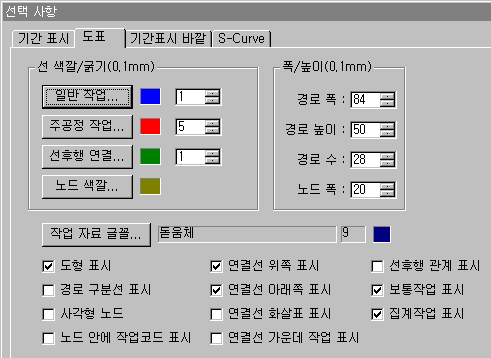 선택 사항
기간 표시 도표 기간표시 바깥 S-Curve
선 색깔/굵기(0,1mm)
일반 작업... 1
주공정 작업... 5
선후행 연결... 1
노드 색깔...
폭/높이(0,1mm)
경로 폭 : 84
경로 높이 : 50
경로 수 : 28
노드 폭 : 20
작업 자료 글꼴... 돋움체 9
도형 표시 연결선 위쪽 표시 선후행 관계 표시
경로 구분선 표시 연결선 아래쪽 표시 보통작업 표시
사각형 노드 연결선 화살표 표시 집계작업 표시
노드 안에 작업코드 표시 연결선 가운데 작업 표시